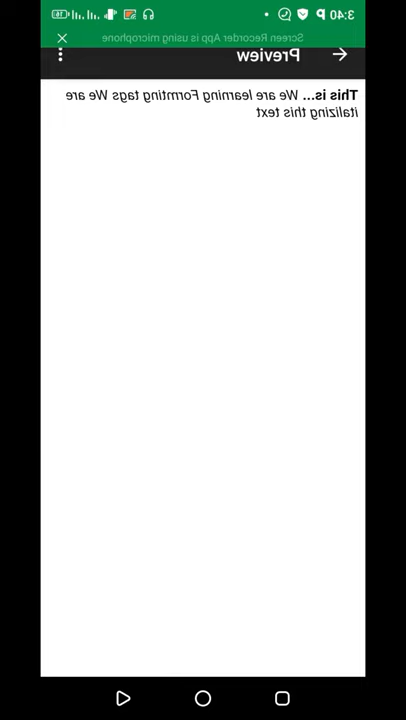 3:40
Screen Recorder App is using microphone
Preview
This is... We are learning Formting tags We are
italizing this text